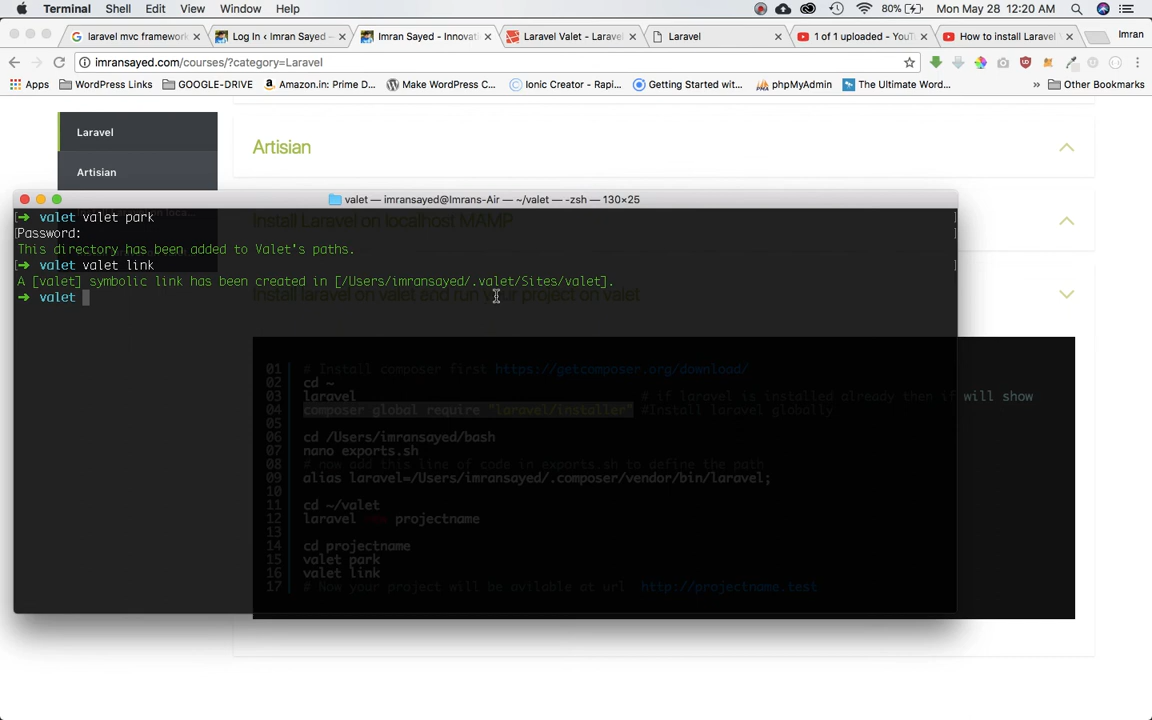 Terminal Shell Edit View Window Help 80% Mon May 28 12:20 AM
laravel mvc framework
Log In ‹ Imran Sayed —
Imran Sayed - Innovat
Laravel Valet - Laravel
Laravel
1 of 1 uploaded - YouT
How to install Laravel V
Imran
imransayed.com/courses/?category=Laravel
Apps WordPress Links GOOGLE-DRIVE Amazon.in: Prime D... Make WordPress C... Ionic Creator - Rapi... Getting Started wi... phpMyAdmin The Ultimate Wor... » Other Bookmarks
Laravel
Artisian
Artisian
valet — imransayed@Imrans-Air — ~/valet — -zsh — 130×25
[➜ valet valet park ]
[Password: ]
This directory has been added to Valet's paths.
[➜ valet valet link ]
A [valet] symbolic link has been created in [/Users/imransayed/.valet/Sites/valet].
➜ valet
Install Laravel on localhost MAMP
Install laravel on valet and run your project on valet
01 # Install composer first https://getcomposer.org/download/
02 cd ~
03 laravel # if laravel is installed already then if will show
04 composer global require "laravel/installer" #Install laravel globally
05
06 cd /Users/imransayed/bash
07 nano exports.sh
08 # now add this line of code in exports.sh to define the path
09 alias laravel=/Users/imransayed/.composer/vendor/bin/laravel;
10
11 cd ~/valet
12 laravel new projectname
13
14 cd projectname
15 valet park
16 valet link
17 # Now your project will be avilable at url http://projectname.test